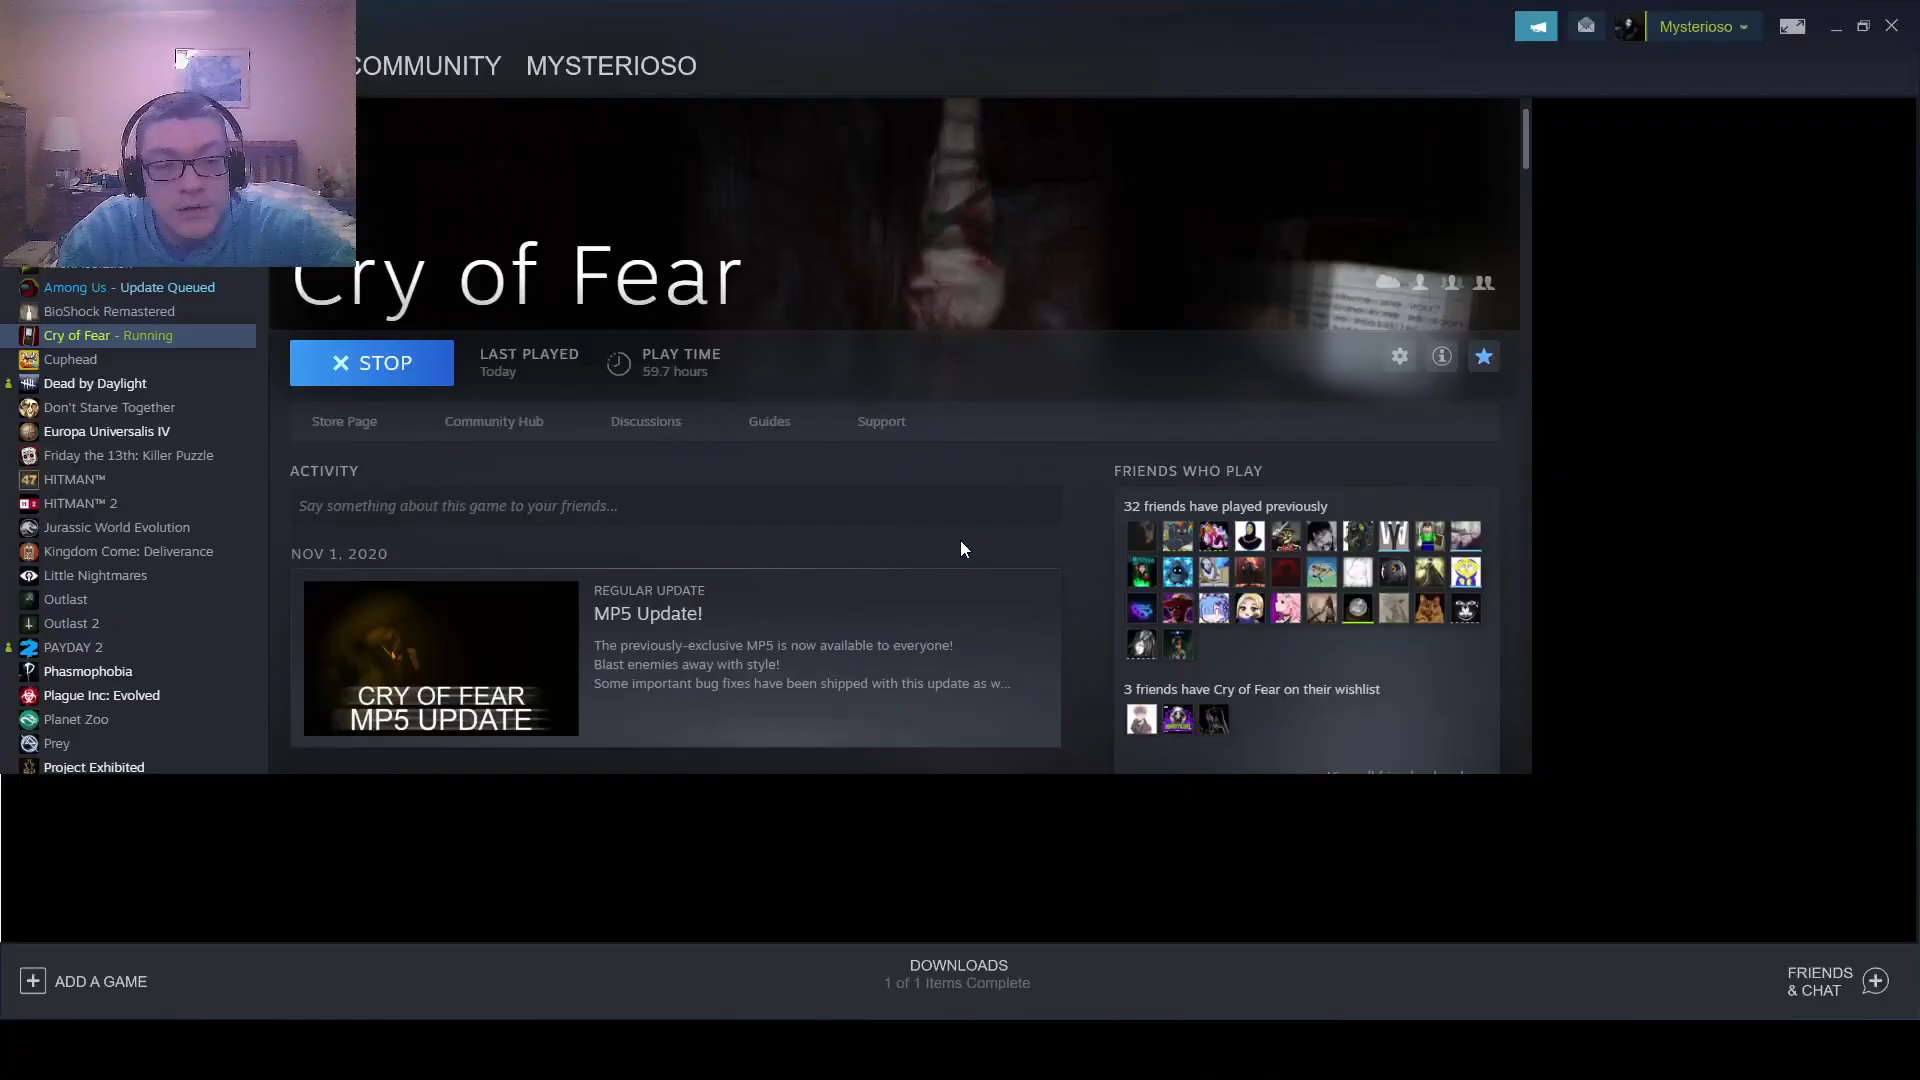 Mysterioso
COMMUNITY MYSTERIOSO
Cry of Fear
Among Us - Update Queued
BioShock Remastered
Cry of Fear - Running
Cuphead
Dead by Daylight
Don't Starve Together
Europa Universalis IV
Friday the 13th: Killer Puzzle
HITMAN™
HITMAN™ 2
Jurassic World Evolution
Kingdom Come: Deliverance
Little Nightmares
Outlast
Outlast 2
PAYDAY 2
Phasmophobia
Plague Inc: Evolved
Planet Zoo
Prey
Project Exhibited
STOP
LAST PLAYED
Today
PLAY TIME
59.7 hours
Store Page Community Hub Discussions Guides Support
ACTIVITY
Say something about this game to your friends...
NOV 1, 2020
CRY OF FEAR
MP5 UPDATE
REGULAR UPDATE
MP5 Update!
The previously-exclusive MP5 is now available to everyone!
Blast enemies away with style!
Some important bug fixes have been shipped with this update as w...
FRIENDS WHO PLAY
32 friends have played previously
3 friends have Cry of Fear on their wishlist
ADD A GAME
DOWNLOADS
1 of 1 Items Complete
FRIENDS
& CHAT